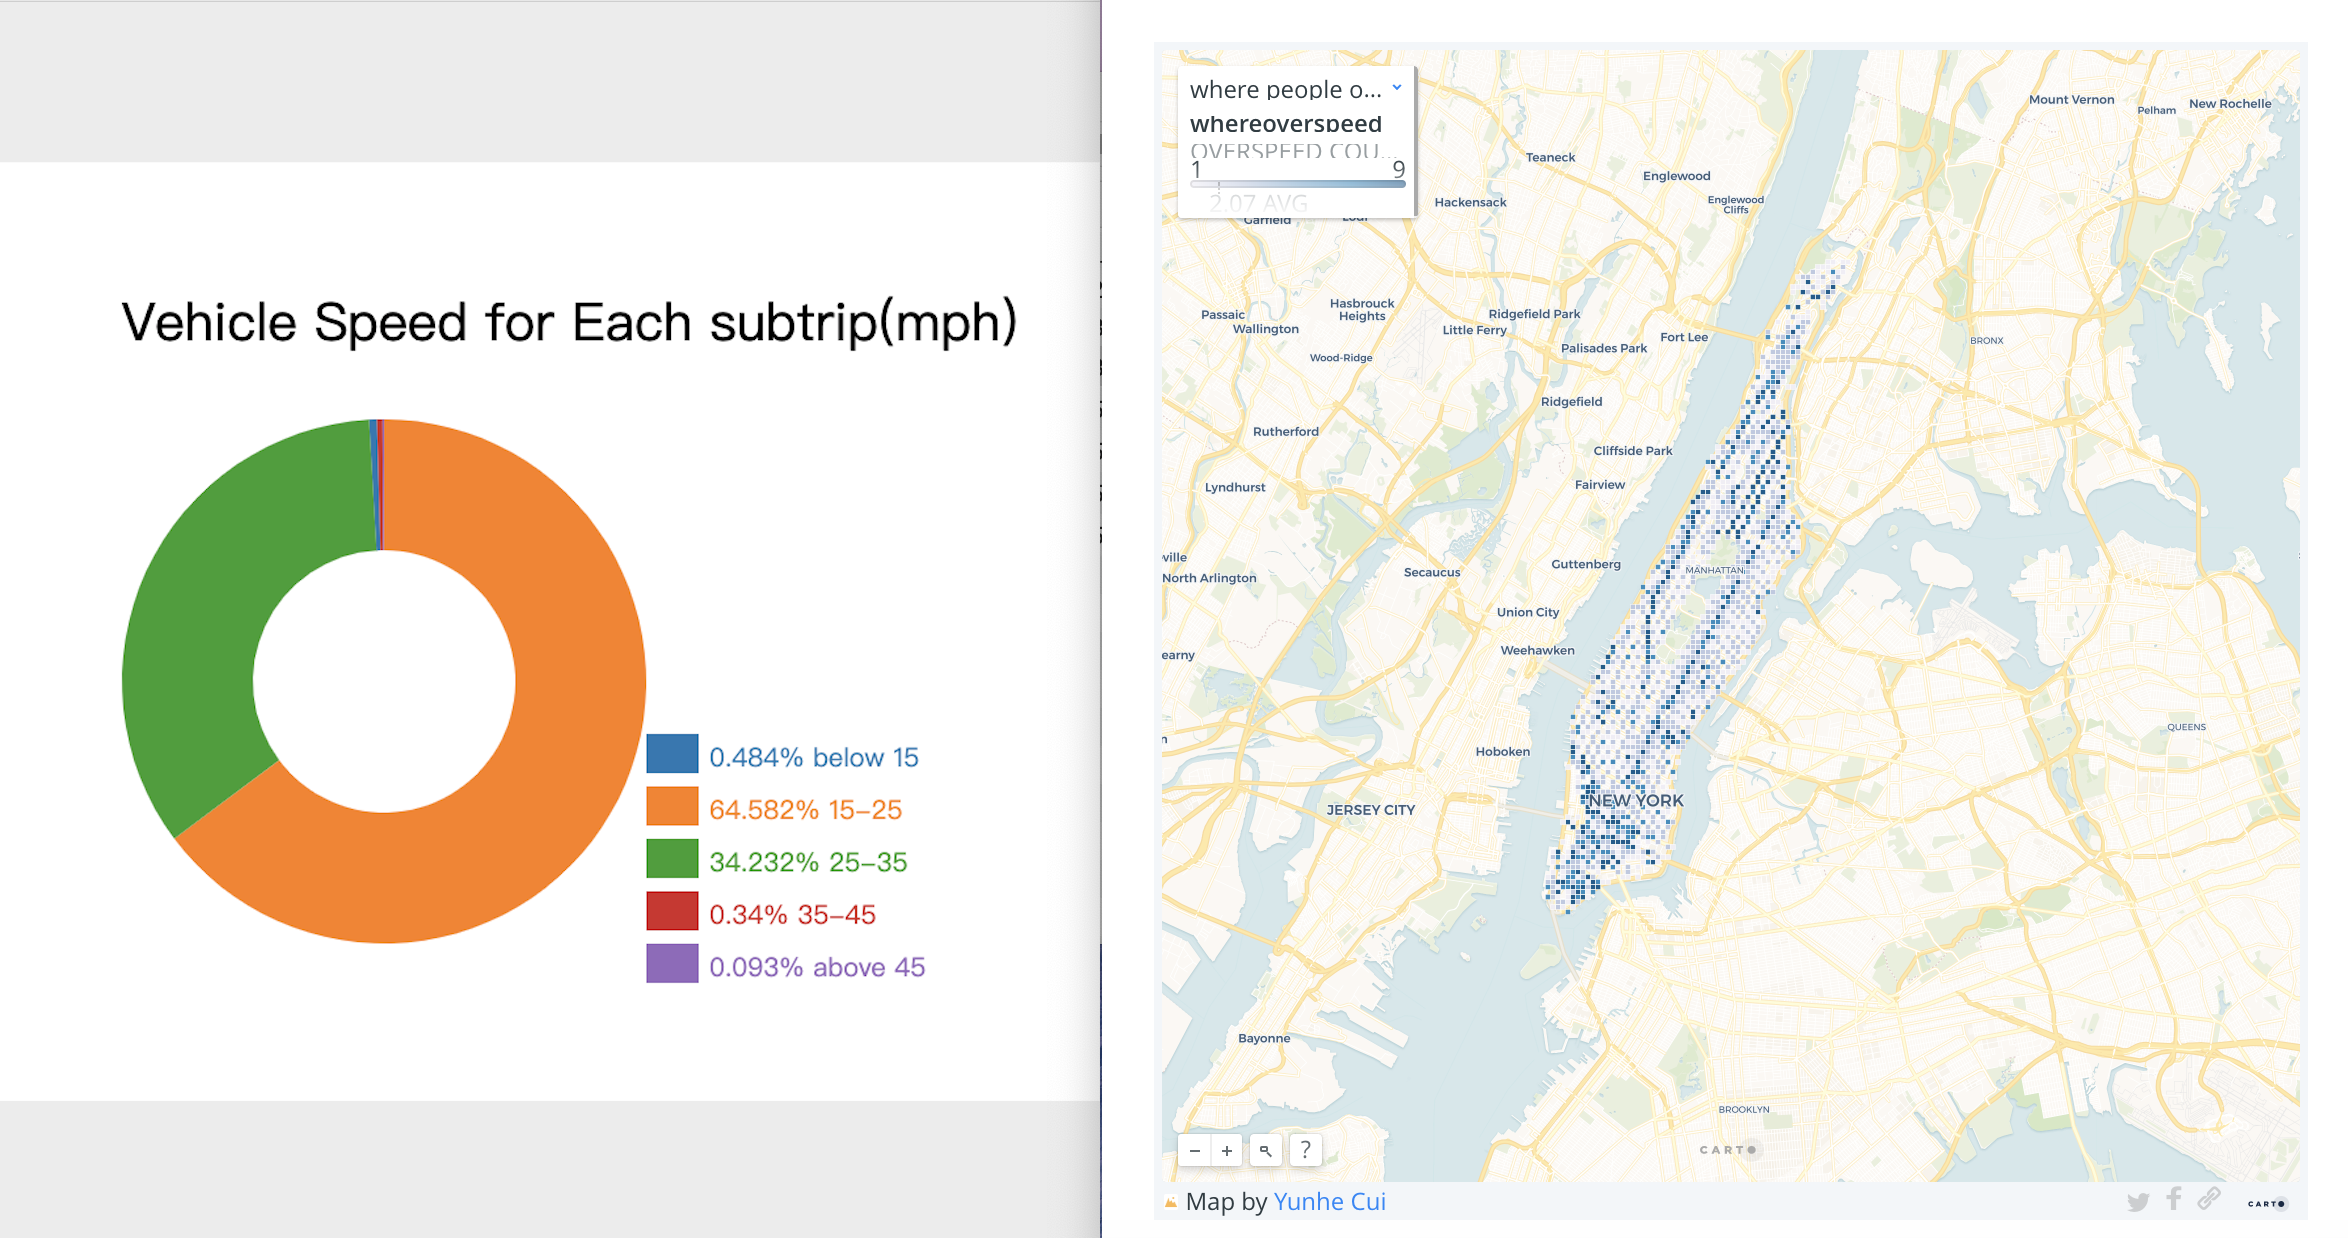 Vehicle Speed for Each subtrip(mph)
0.484% below 15
64.582% 15–25
34.232% 25–35
0.34% 35–45
0.093% above 45
where people o...
whereoverspeed
OVERSPEED COU...
1 9
2.07 AVG
Mount Vernon
Pelham
New Rochelle
Teaneck
Englewood
Englewood
Cliffs
Hackensack
Garfield
Lodi
Hasbrouck
Heights
Passaic
Wallington
Ridgefield Park
Little Ferry
Fort Lee
Palisades Park
Wood-Ridge
BRONX
Ridgefield
Rutherford
Cliffside Park
Lyndhurst
Fairview
ville
North Arlington
Secaucus
Guttenberg
MANHATTAN
Union City
Weehawken
earny
QUEENS
n
Hoboken
NEW YORK
JERSEY CITY
Bayonne
BROOKLYN
CARTO
− + ?
Map by Yunhe Cui
CARTO